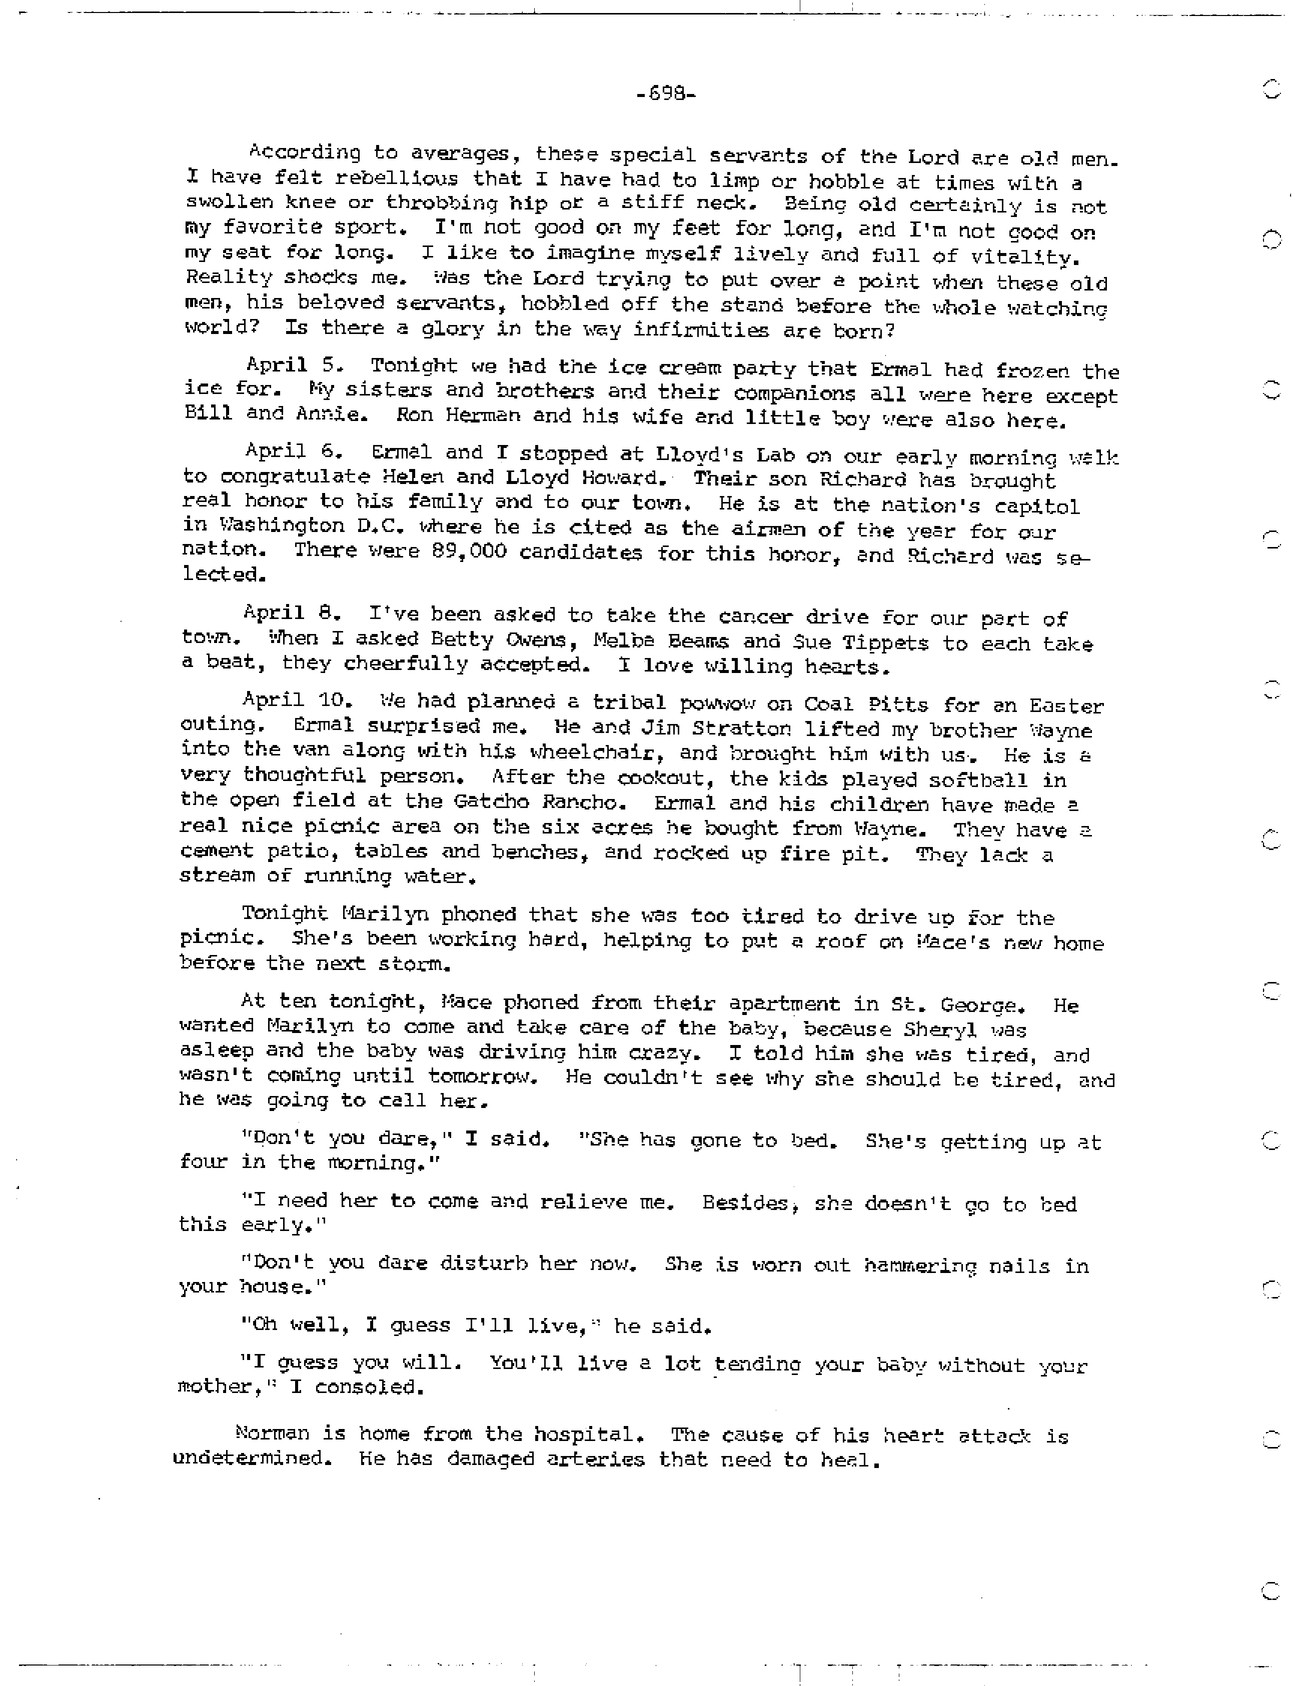 -698-
According to averages, these special servants of the Lord are old men.
I have felt rebellious that I have had to limp or hobble at times with a
swollen knee or throbbing hip or a stiff neck. Being old certainly is not
my favorite sport. I'm not good on my feet for long, and I'm not good on
my seat for long. I like to imagine myself lively and full of vitality.
Reality shocks me. Was the Lord trying to put over a point when these old
men, his beloved servants, hobbled off the stand before the whole watching
world? Is there a glory in the way infirmities are born?
April 5. Tonight we had the ice cream party that Ermal had frozen the
ice for. My sisters and brothers and their companions all were here except
Bill and Annie. Ron Herman and his wife and little boy were also here.
April 6. Ermal and I stopped at Lloyd's Lab on our early morning walk
to congratulate Helen and Lloyd Howard. Their son Richard has brought
real honor to his family and to our town. He is at the nation's capitol
in Washington D.C. where he is cited as the airman of the year for our
nation. There were 89,000 candidates for this honor, and Richard was se-
lected.
April 8. I've been asked to take the cancer drive for our part of
town. When I asked Betty Owens, Melba Beams and Sue Tippets to each take
a beat, they cheerfully accepted. I love willing hearts.
April 10. We had planned a tribal powwow on Coal Pitts for an Easter
outing. Ermal surprised me. He and Jim Stratton lifted my brother Wayne
into the van along with his wheelchair, and brought him with us. He is a
very thoughtful person. After the cookout, the kids played softball in
the open field at the Gatcho Rancho. Ermal and his children have made a
real nice picnic area on the six acres he bought from Wayne. They have a
cement patio, tables and benches, and rocked up fire pit. They lack a
stream of running water.
Tonight Marilyn phoned that she was too tired to drive up for the
picnic. She's been working hard, helping to put a roof on Mace's new home
before the next storm.
At ten tonight, Mace phoned from their apartment in St. George. He
wanted Marilyn to come and take care of the baby, because Sheryl was
asleep and the baby was driving him crazy. I told him she was tired, and
wasn't coming until tomorrow. He couldn't see why she should be tired, and
he was going to call her.
"Don't you dare," I said. "She has gone to bed. She's getting up at
four in the morning."
"I need her to come and relieve me. Besides, she doesn't go to bed
this early."
"Don't you dare disturb her now. She is worn out hammering nails in
your house."
"Oh well, I guess I'll live," he said.
"I guess you will. You'll live a lot tending your baby without your
mother," I consoled.
Norman is home from the hospital. The cause of his heart attack is
undetermined. He has damaged arteries that need to heal.